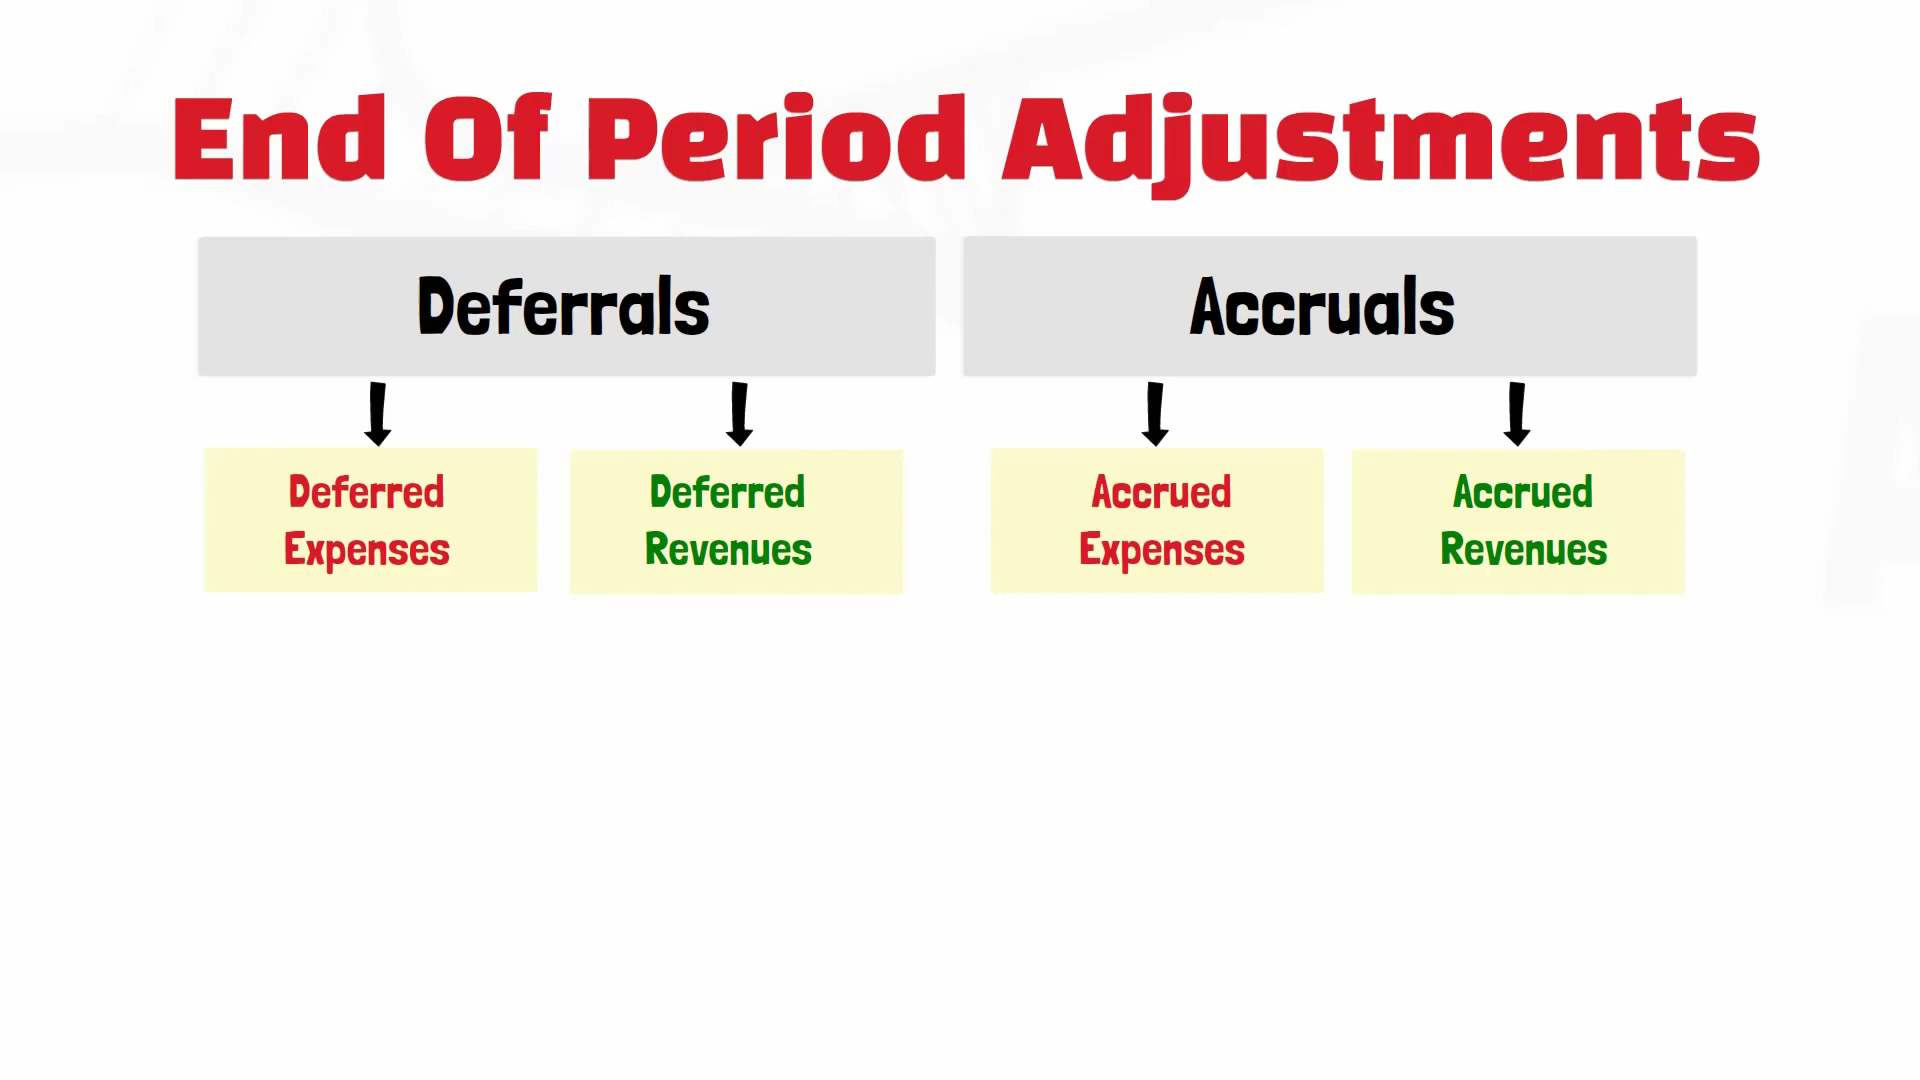 End Of Period Adjustments
Deferrals
Accruals
Deferred
Expenses
Deferred
Revenues
Accrued
Expenses
Accrued
Revenues